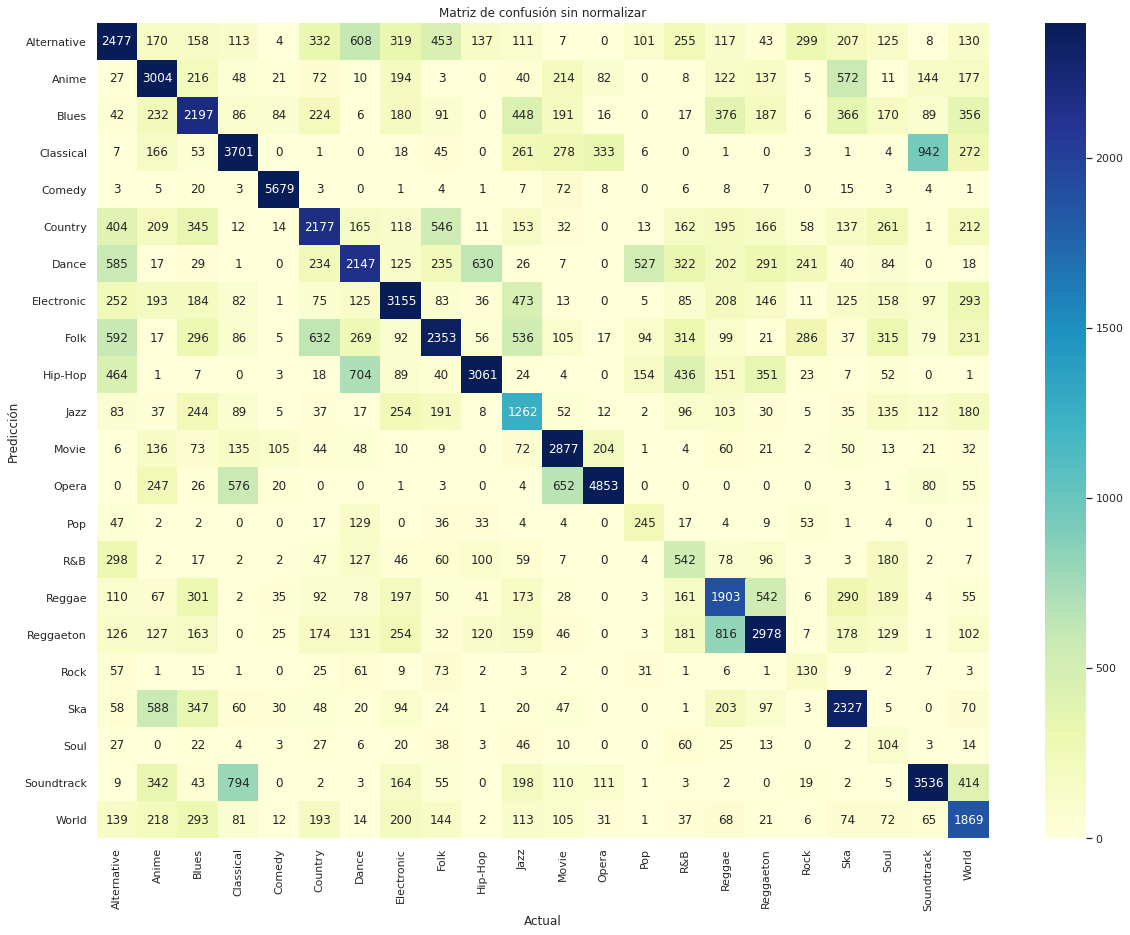 Matriz de confusión sin normalizar
Predicción
Alternative 2477 170 158 113 4 332 608 319 453 137 111 7 0 101 255 117 43 299 207 125 8 130
Anime 27 3004 216 48 21 72 10 194 3 0 40 214 82 0 8 122 137 5 572 11 144 177
Blues 42 232 2197 86 84 224 6 180 91 0 448 191 16 0 17 376 187 6 366 170 89 356
Classical 7 166 53 3701 0 1 0 18 45 0 261 278 333 6 0 1 0 3 1 4 942 272
Comedy 3 5 20 3 5679 3 0 1 4 1 7 72 8 0 6 8 7 0 15 3 4 1
Country 404 209 345 12 14 2177 165 118 546 11 153 32 0 13 162 195 166 58 137 261 1 212
Dance 585 17 29 1 0 234 2147 125 235 630 26 7 0 527 322 202 291 241 40 84 0 18
Electronic 252 193 184 82 1 75 125 3155 83 36 473 13 0 5 85 208 146 11 125 158 97 293
Folk 592 17 296 86 5 632 269 92 2353 56 536 105 17 94 314 99 21 286 37 315 79 231
Hip-Hop 464 1 7 0 3 18 704 89 40 3061 24 4 0 154 436 151 351 23 7 52 0 1
Jazz 83 37 244 89 5 37 17 254 191 8 1262 52 12 2 96 103 30 5 35 135 112 180
Movie 6 136 73 135 105 44 48 10 9 0 72 2877 204 1 4 60 21 2 50 13 21 32
Opera 0 247 26 576 20 0 0 1 3 0 4 652 4853 0 0 0 0 0 3 1 80 55
Pop 47 2 2 0 0 17 129 0 36 33 4 4 0 245 17 4 9 53 1 4 0 1
R&B 298 2 17 2 2 47 127 46 60 100 59 7 0 4 542 78 96 3 3 180 2 7
Reggae 110 67 301 2 35 92 78 197 50 41 173 28 0 3 161 1903 542 6 290 189 4 55
Reggaeton 126 127 163 0 25 174 131 254 32 120 159 46 0 3 181 816 2978 7 178 129 1 102
Rock 57 1 15 1 0 25 61 9 73 2 3 2 0 31 1 6 1 130 9 2 7 3
Ska 58 588 347 60 30 48 20 94 24 1 20 47 0 0 1 203 97 3 2327 5 0 70
Soul 27 0 22 4 3 27 6 20 38 3 46 10 0 0 60 25 13 0 2 104 3 14
Soundtrack 9 342 43 794 0 2 3 164 55 0 198 110 111 1 3 2 0 19 2 5 3536 414
World 139 218 293 81 12 193 14 200 144 2 113 105 31 1 37 68 21 6 74 72 65 1869
Alternative Anime Blues Classical Comedy Country Dance Electronic Folk Hip-Hop Jazz Movie Opera Pop R&B Reggae Reggaeton Rock Ska Soul Soundtrack World
Actual
2000
1500
1000
500
0